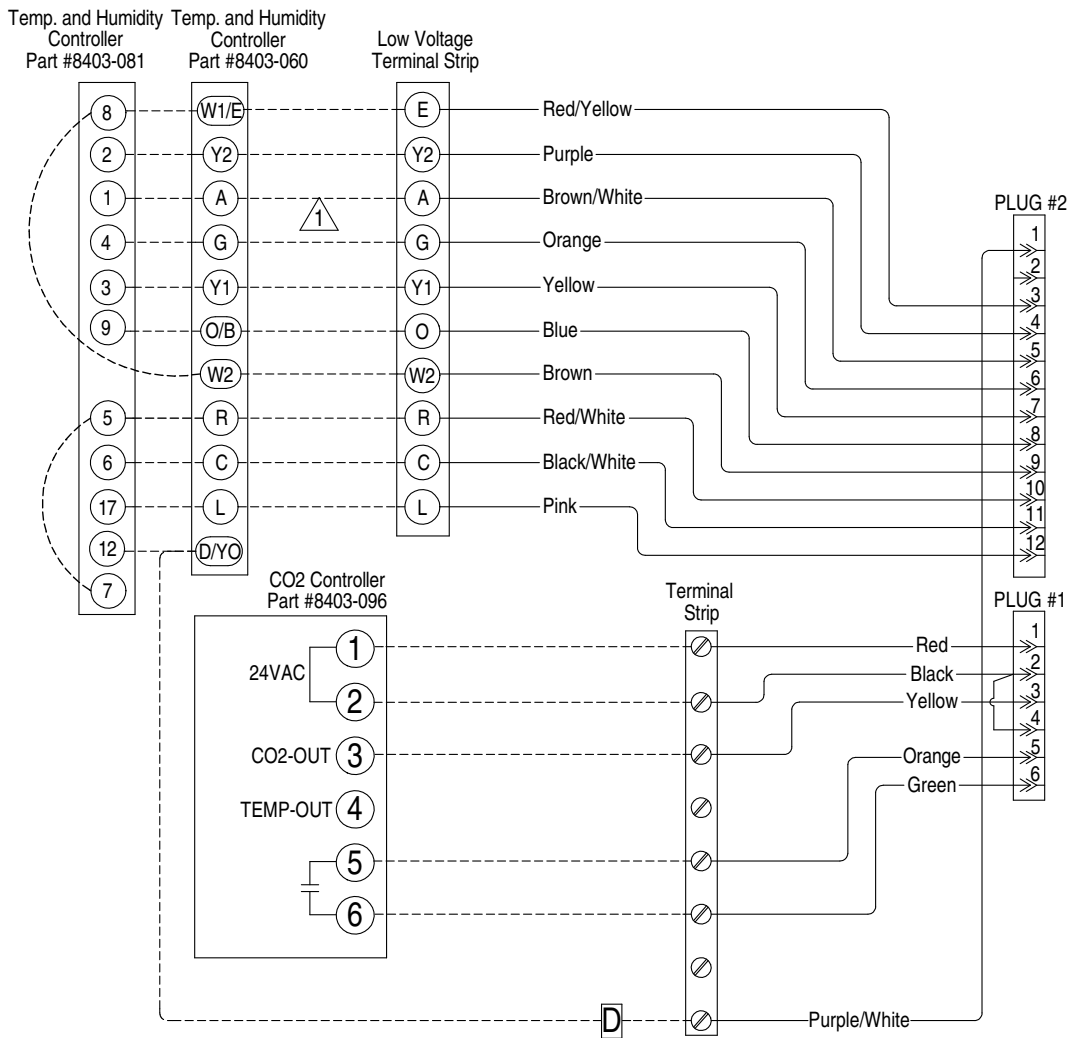 Temp. and Humidity
Controller
Part #8403-081
Temp. and Humidity
Controller
Part #8403-060
Low Voltage
Terminal Strip
8
W1/E
E
Red/Yellow
2
Y2
Y2
Purple
1
A
1
A
Brown/White
4
G
G
Orange
3
Y1
Y1
Yellow
9
O/B
O
Blue
W2
W2
Brown
5
R
R
Red/White
6
C
C
Black/White
17
L
L
Pink
12
D/YO
7
PLUG #2
1
2
3
4
5
6
7
8
9
10
11
12
CO2 Controller
Part #8403-096
24VAC
1
2
CO2-OUT
3
TEMP-OUT
4
5
6
Terminal
Strip
PLUG #1
Red
1
Black
2
Yellow
3
4
Orange
5
Green
6
D
Purple/White